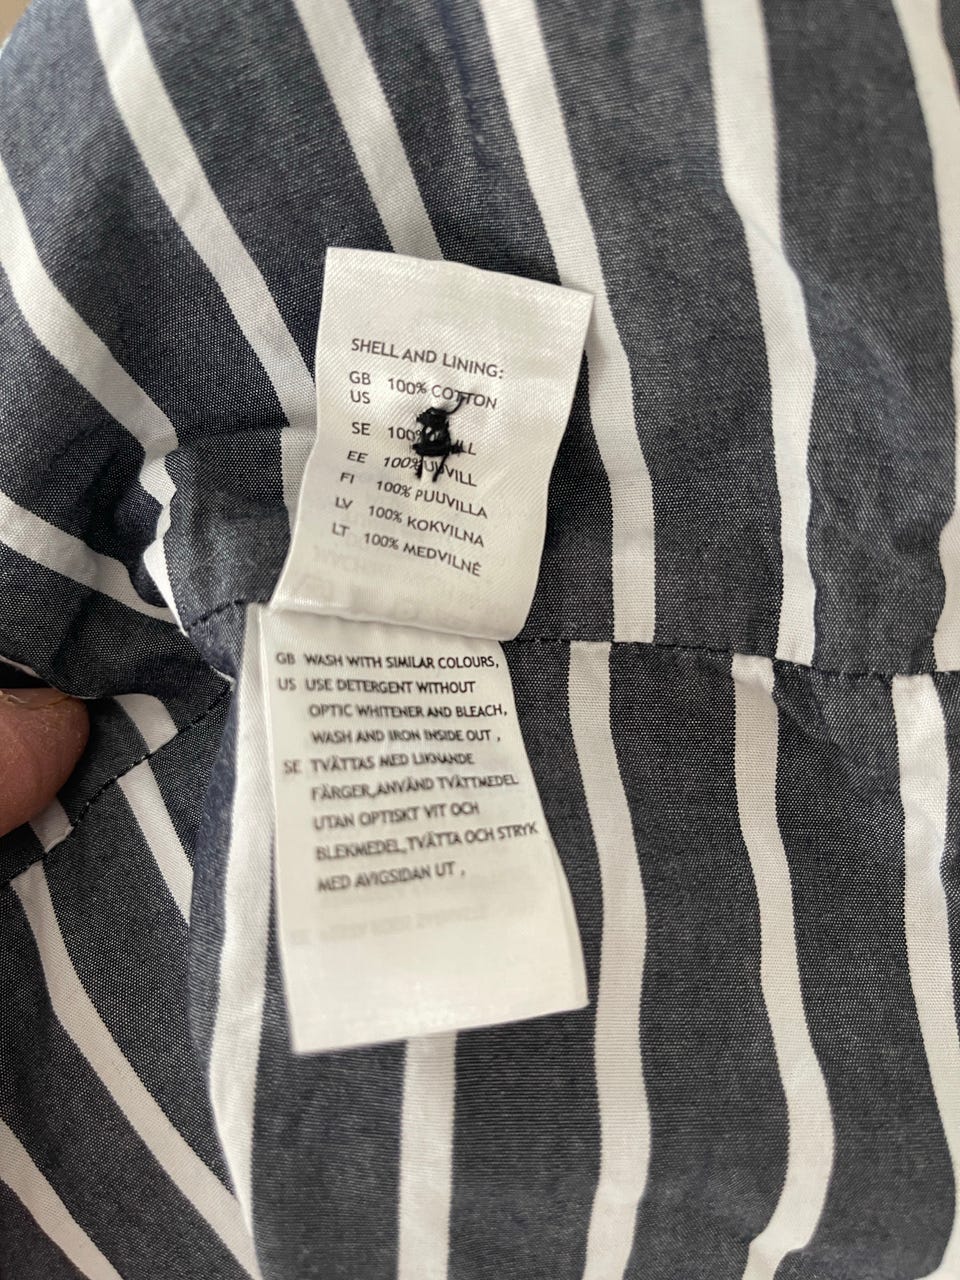 SHELL AND LINING:
GB 100% COTTON
US
SE 100%
EE 100%
FI 100% PUUVILLA
LV 100% KOKVILNA
LT 100% MEDVILNĖ
GB WASH WITH SIMILAR COLOURS,
US USE DETERGENT WITHOUT
OPTIC WHITENER AND BLEACH,
WASH AND IRON INSIDE OUT ,
SE TVÄTTAS MED LIKNANDE
FÄRGER,ANVÄND TVÄTTMEDEL
UTAN OPTISKT VIT OCH
BLEKMEDEL,TVÄTTA OCH STRYK
MED AVIGSIDAN UT ,